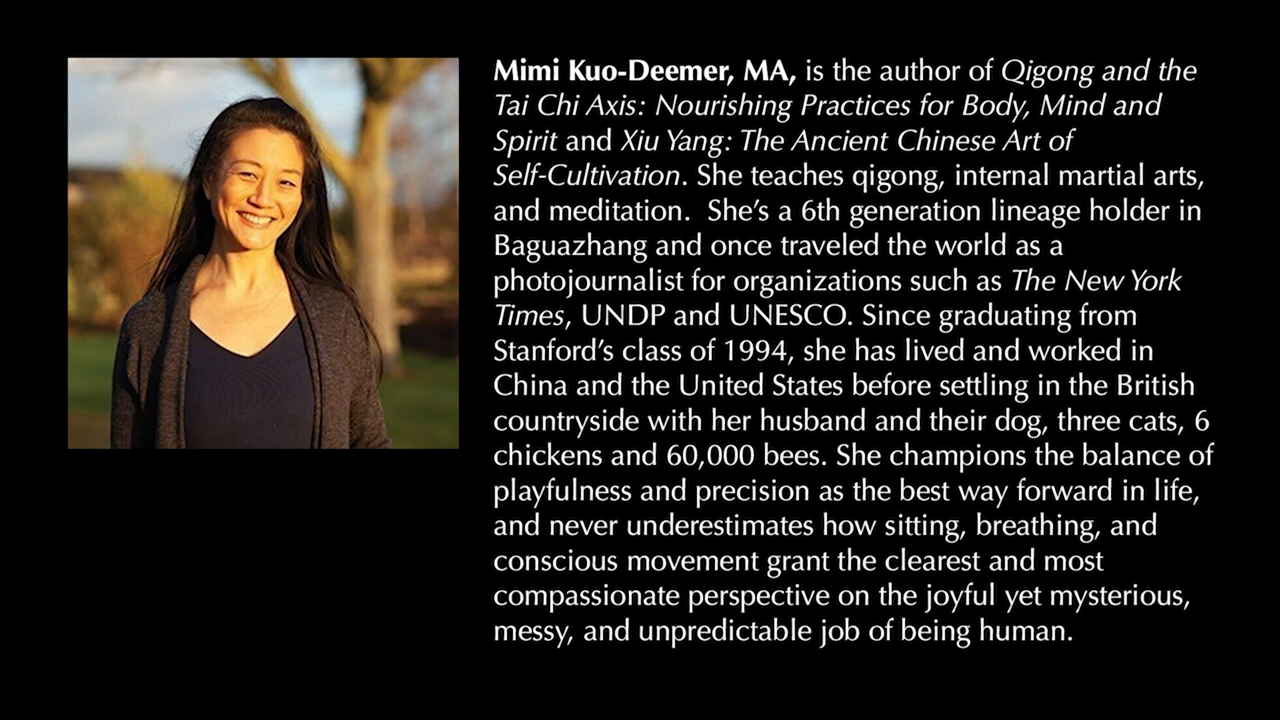 Mimi Kuo-Deemer, MA, is the author of Qigong and the
Tai Chi Axis: Nourishing Practices for Body, Mind and
Spirit and Xiu Yang: The Ancient Chinese Art of
Self-Cultivation. She teaches qigong, internal martial arts,
and meditation.  She’s a 6th generation lineage holder in
Baguazhang and once traveled the world as a
photojournalist for organizations such as The New York
Times, UNDP and UNESCO. Since graduating from
Stanford’s class of 1994, she has lived and worked in
China and the United States before settling in the British
countryside with her husband and their dog, three cats, 6
chickens and 60,000 bees. She champions the balance of
playfulness and precision as the best way forward in life,
and never underestimates how sitting, breathing, and
conscious movement grant the clearest and most
compassionate perspective on the joyful yet mysterious,
messy, and unpredictable job of being human.